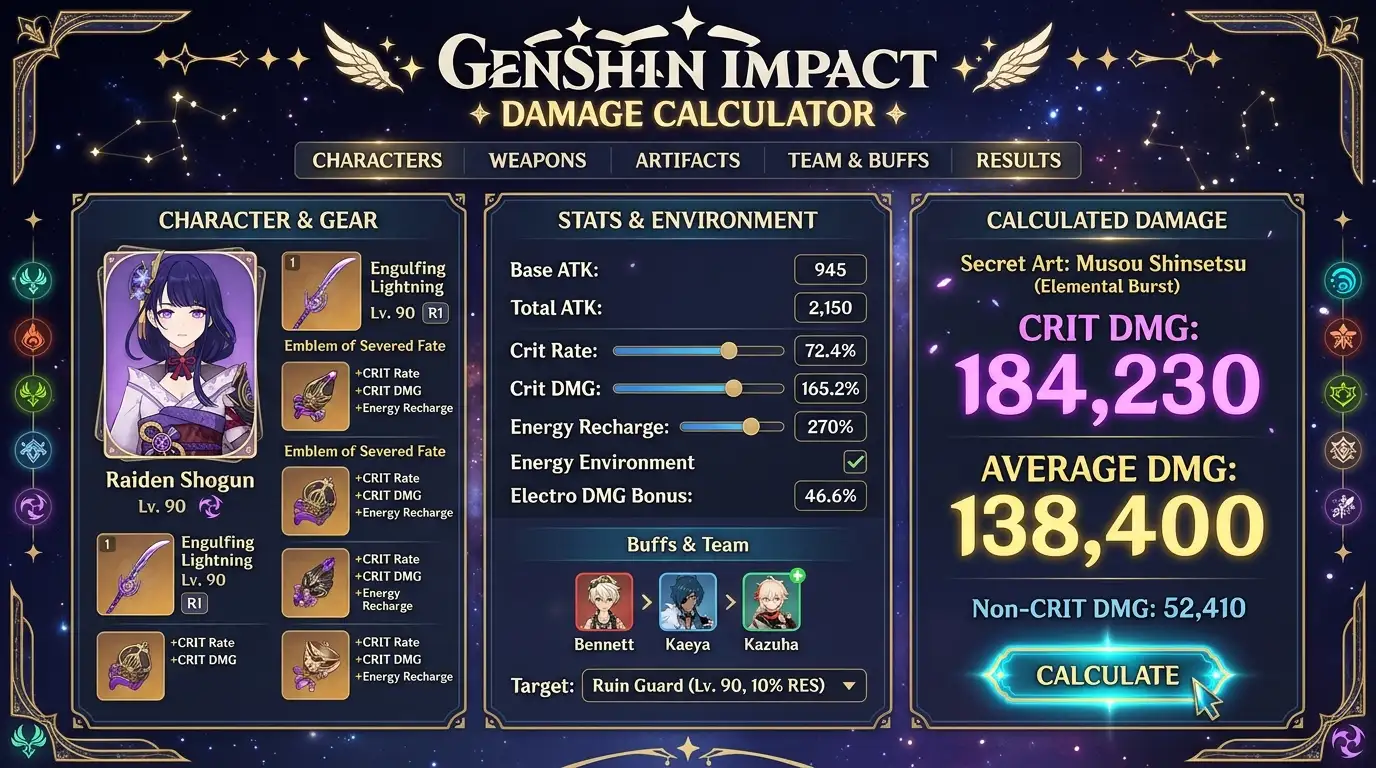 GENSHIN IMPACT
DAMAGE CALCULATOR
CHARACTERS
WEAPONS
ARTIFACTS
TEAM & BUFFS
RESULTS
CHARACTER & GEAR
Raiden Shogun
Lv. 90
1
Engulfing
Lightning
Lv. 90
R1
+CRIT Rate
+CRIT DMG
1
Engulfing
Lightning
Lv. 90 R1
Emblem of Severed Fate
+CRIT Rate
+CRIT DMG
+Energy Recharge
Emblem of Severed Fate
+CRIT Rate
+CRIT DMG
+Energy Recharge
+CRIT Rate
+CRIT DMG
+Energy
Recharge
+CRIT Rate
+CRIT DMG
+Energy Recharge
STATS & ENVIRONMENT
Base ATK: 945
Total ATK: 2,150
Crit Rate: 72.4%
Crit DMG: 165.2%
Energy Recharge: 270%
Energy Environment
Electro DMG Bonus: 46.6%
Buffs & Team
Bennett
Kaeya
Kazuha
Target: Ruin Guard (Lv. 90, 10% RES)
CALCULATED DAMAGE
Secret Art: Musou Shinsetsu
(Elemental Burst)
CRIT DMG:
184,230
AVERAGE DMG:
138,400
Non-CRIT DMG: 52,410
CALCULATE